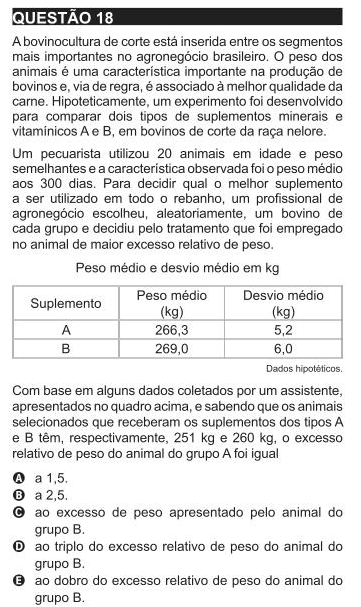 QUESTÃO 18
A bovinocultura de corte está inserida entre os segmentos
mais importantes no agronegócio brasileiro. O peso dos
animais é uma característica importante na produção de
bovinos e, via de regra, é associado à melhor qualidade da
carne. Hipoteticamente, um experimento foi desenvolvido
para comparar dois tipos de suplementos minerais e
vitamínicos A e B, em bovinos de corte da raça nelore.
Um pecuarista utilizou 20 animais em idade e peso
semelhantes e a característica observada foi o peso médio
aos 300 dias. Para decidir qual o melhor suplemento
a ser utilizado em todo o rebanho, um profissional de
agronegócio escolheu, aleatoriamente, um bovino de
cada grupo e decidiu pelo tratamento que foi empregado
no animal de maior excesso relativo de peso.
Peso médio e desvio médio em kg
Suplemento Peso médio (kg) Desvio médio (kg)
A 266,3 5,2
B 269,0 6,0
Dados hipotéticos.
Com base em alguns dados coletados por um assistente,
apresentados no quadro acima, e sabendo que os animais
selecionados que receberam os suplementos dos tipos A
e B têm, respectivamente, 251 kg e 260 kg, o excesso
relativo de peso do animal do grupo A foi igual
A a 1,5.
B a 2,5.
C ao excesso de peso apresentado pelo animal do
grupo B.
D ao triplo do excesso relativo de peso do animal do
grupo B.
E ao dobro do excesso relativo de peso do animal do
grupo B.